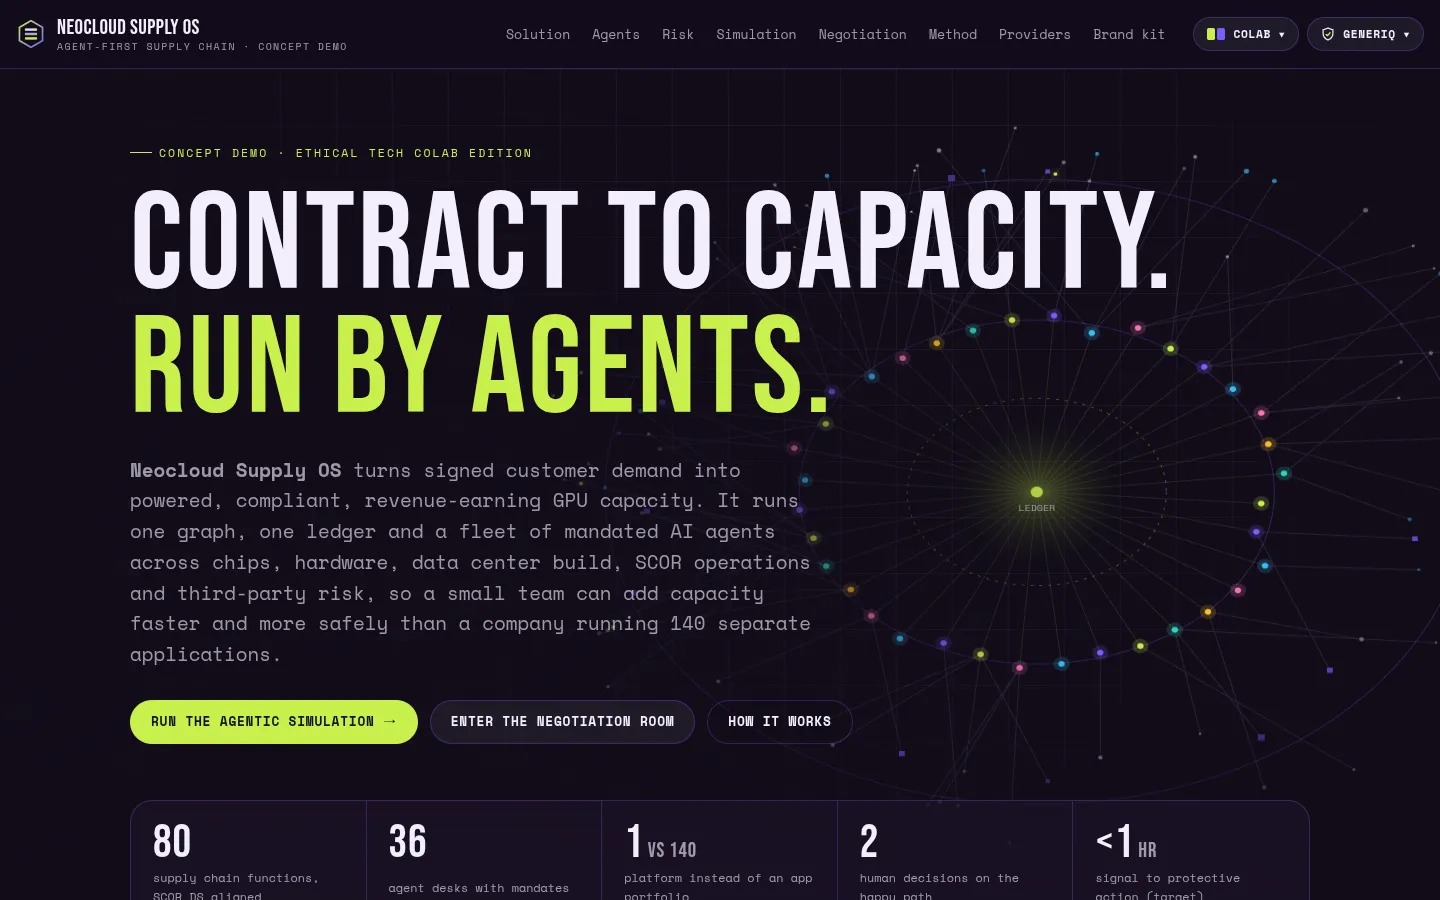 NEOCLOUD SUPPLY OS
AGENT-FIRST SUPPLY CHAIN · CONCEPT DEMO
Solution Agents Risk Simulation Negotiation Method Providers Brand kit
COLAB ▾
GENERIQ ▾
CONCEPT DEMO · ETHICAL TECH COLAB EDITION
CONTRACT TO CAPACITY.
RUN BY AGENTS.
Neocloud Supply OS turns signed customer demand into
powered, compliant, revenue-earning GPU capacity. It runs
one graph, one ledger and a fleet of mandated AI agents
across chips, hardware, data center build, SCOR operations
and third-party risk, so a small team can add capacity
faster and more safely than a company running 140 separate
applications.
LEDGER
RUN THE AGENTIC SIMULATION →
ENTER THE NEGOTIATION ROOM
HOW IT WORKS
80
supply chain functions,
SCOR DS aligned
36
agent desks with mandates
1 VS 140
platform instead of an app
portfolio
2
human decisions on the
happy path
<1 HR
signal to protective
action (target)